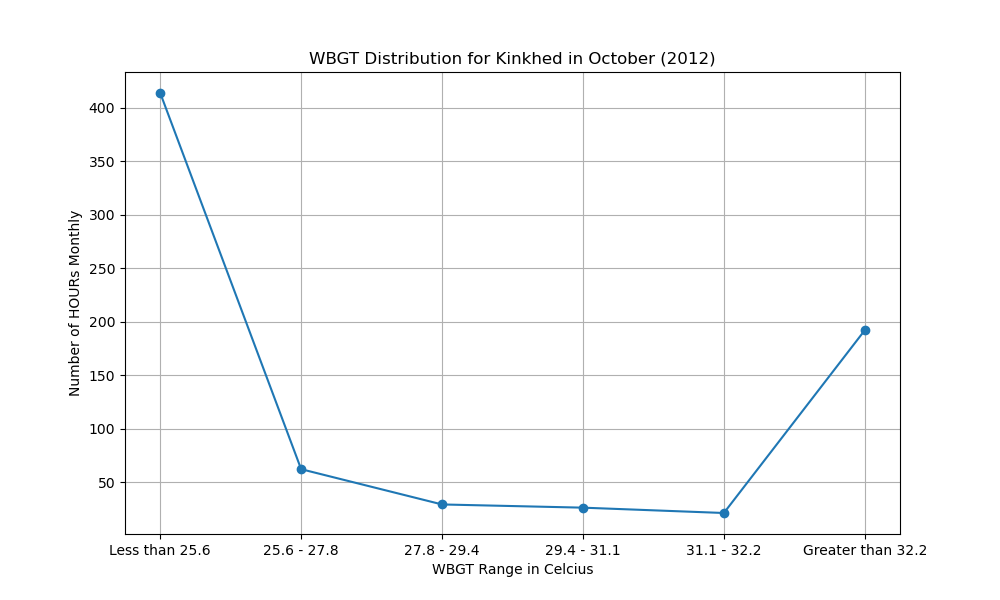 WBGT Distribution for Kinkhed in October (2012)
Number of HOURs Monthly
400
350
300
250
200
150
100
50
Less than 25.6 25.6 - 27.8 27.8 - 29.4 29.4 - 31.1 31.1 - 32.2 Greater than 32.2
WBGT Range in Celcius